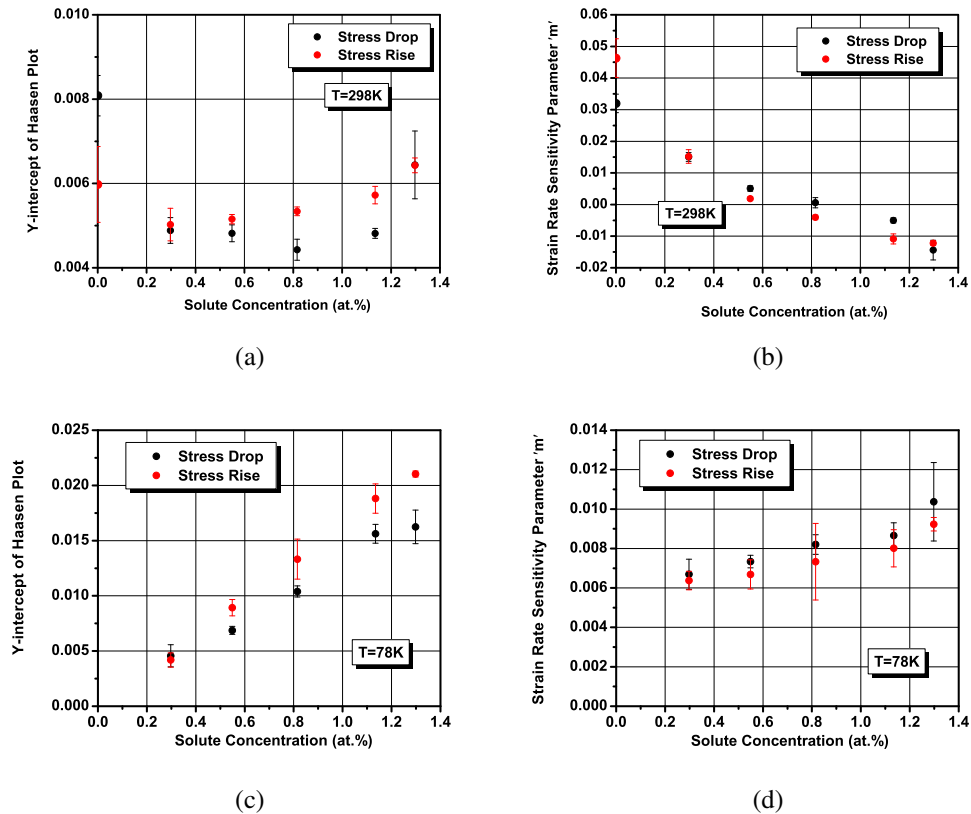 0.010
0.008
0.006
0.004
0.0 0.2 0.4 0.6 0.8 1.0 1.2 1.4
Y-intercept of Haasen Plot
Solute Concentration (at.%)
Stress Drop
Stress Rise
T=298K
(a)
0.06
0.05
0.04
0.03
0.02
0.01
0.00
-0.01
-0.02
0.0 0.2 0.4 0.6 0.8 1.0 1.2 1.4
Strain Rate Sensitivity Parameter 'm'
Solute Concentration (at.%)
Stress Drop
Stress Rise
T=298K
(b)
0.025
0.020
0.015
0.010
0.005
0.000
0.0 0.2 0.4 0.6 0.8 1.0 1.2 1.4
Y-intercept of Haasen Plot
Solute Concentration (at.%)
Stress Drop
Stress Rise
T=78K
(c)
0.014
0.012
0.010
0.008
0.006
0.004
0.002
0.000
0.0 0.2 0.4 0.6 0.8 1.0 1.2 1.4
Strain Rate Sensitivity Parameter 'm'
Solute Concentration (at.%)
Stress Drop
Stress Rise
T=78K
(d)